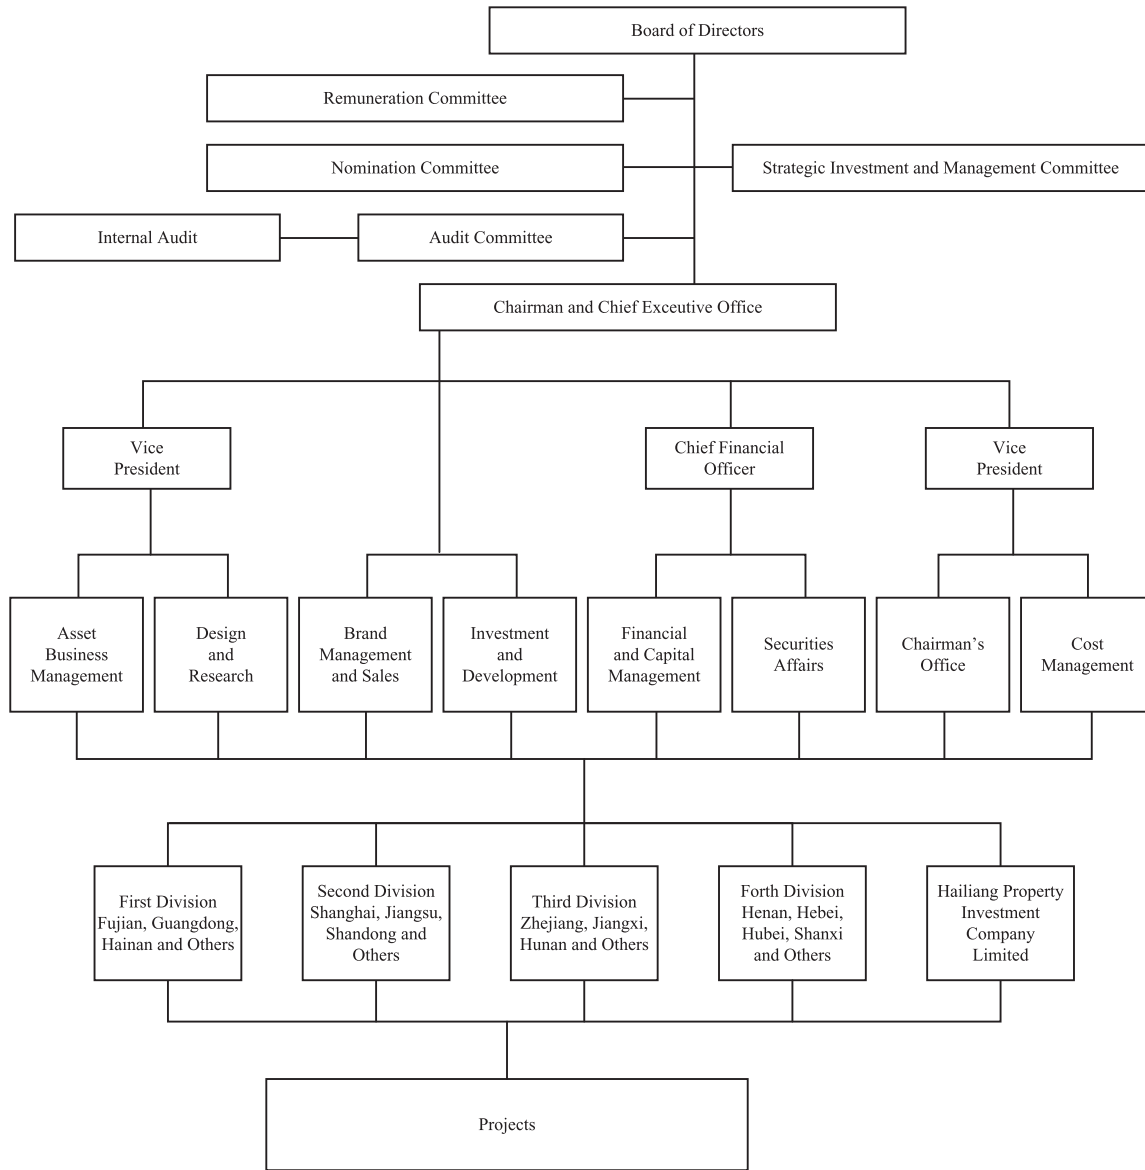 Board of Directors
Remuneration Committee
Nomination Committee
Strategic Investment and Management Committee
Internal Audit
Audit Committee
Chairman and Chief Exceutive Office
Vice
President
Chief Financial
Officer
Vice
President
Asset
Business
Management
Design
and
Research
Brand
Management
and Sales
Investment
and
Development
Financial
and Capital
Management
Securities
Affairs
Chairman’s
Office
Cost
Management
First Division
Fujian, Guangdong,
Hainan and Others
Second Division
Shanghai, Jiangsu,
Shandong and
Others
Third Division
Zhejiang, Jiangxi,
Hunan and Others
Forth Division
Henan, Hebei,
Hubei, Shanxi
and Others
Hailiang Property
Investment
Company
Limited
Projects